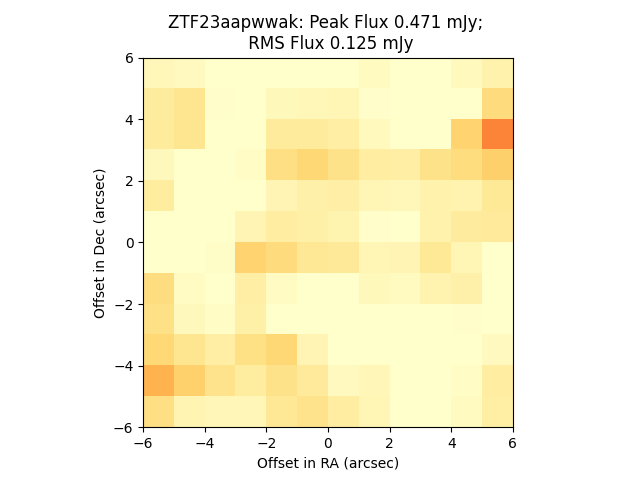 ZTF23aapwwak: Peak Flux 0.471 mJy;
RMS Flux 0.125 mJy
6
4
2
0
−2
−4
−6
Offset in Dec (arcsec)
−6 −4 −2 0 2 4 6
Offset in RA (arcsec)